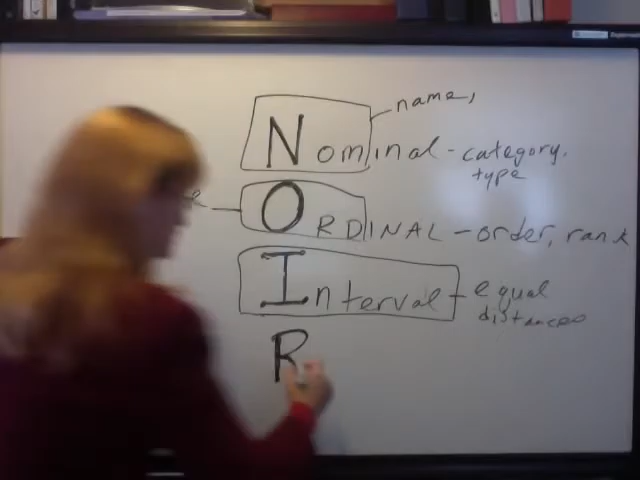 name,
Nominal - category,
type
ORDINAL - order, rank
Interval - equal
distances
R